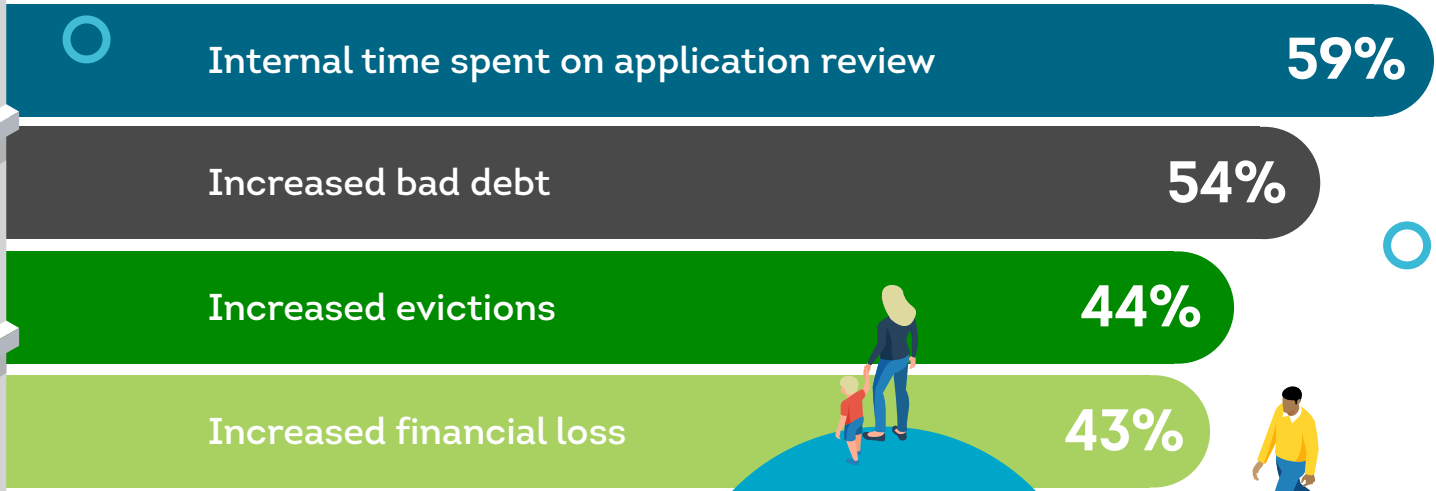 Internal time spent on application review 59%
Increased bad debt 54%
Increased evictions 44%
Increased financial loss 43%